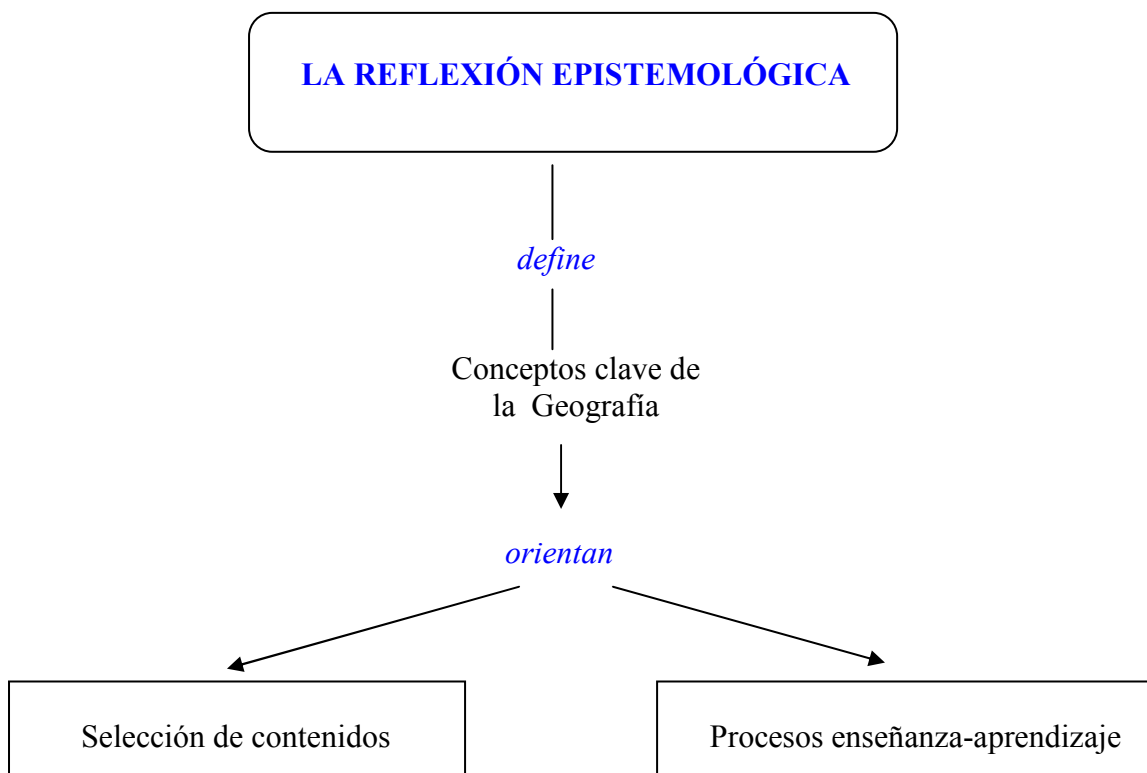 LA REFLEXIÓN EPISTEMOLÓGICA
define
Conceptos clave de
la Geografía
orientan
Selección de contenidos
Procesos enseñanza-aprendizaje